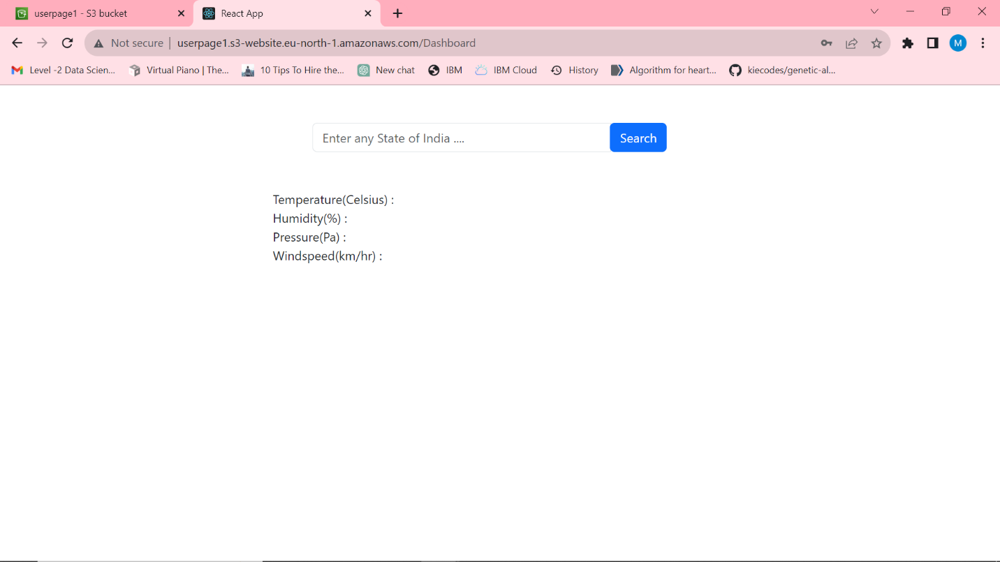 userpage1 - S3 bucket
React App
Not secure | userpage1.s3-website.eu-north-1.amazonaws.com/Dashboard
M
Level -2 Data Scien...
Virtual Piano | The...
10 Tips To Hire the...
New chat
IBM
IBM Cloud
History
Algorithm for heart...
kiecodes/genetic-al...
Enter any State of India ....
Search
Temperature(Celsius) :
Humidity(%) :
Pressure(Pa) :
Windspeed(km/hr) :